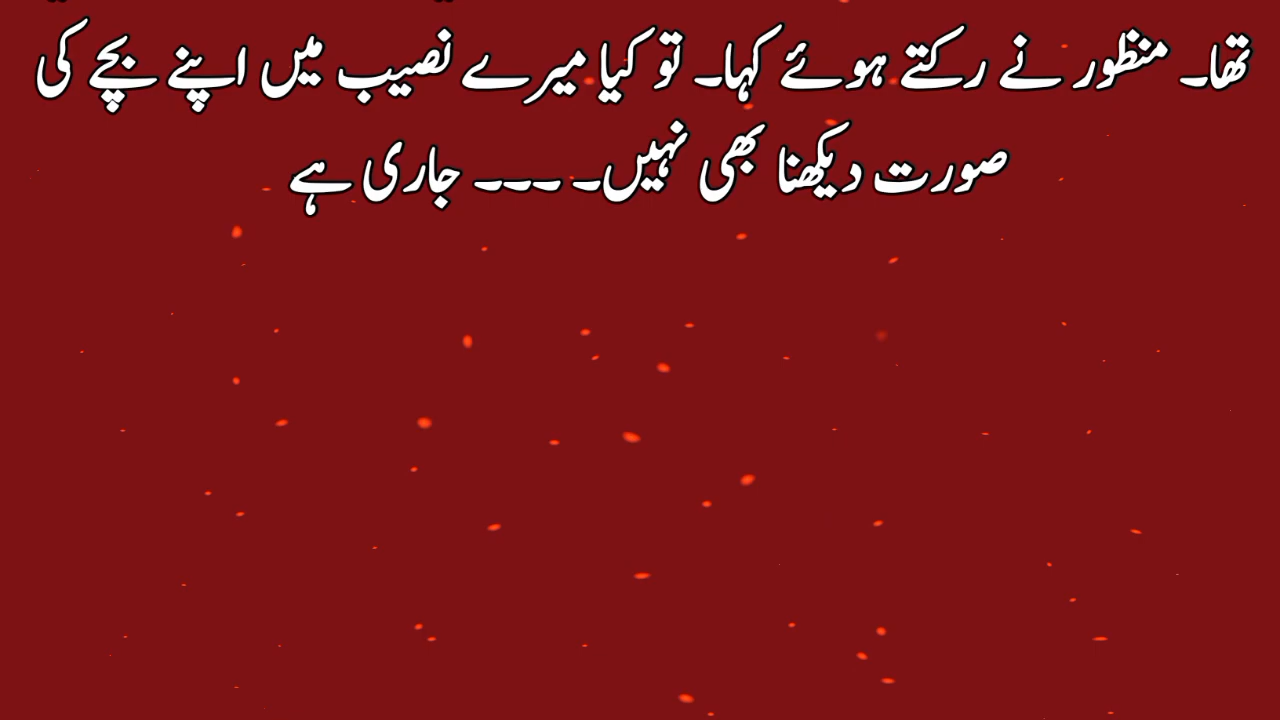 تھا۔ منظور نے رکتے ہوئے کہا۔ تو کیا میرے نصیب میں اپنے بچے کی
صورت دیکھنا بھی نہیں۔ ۔۔۔ جاری ہے